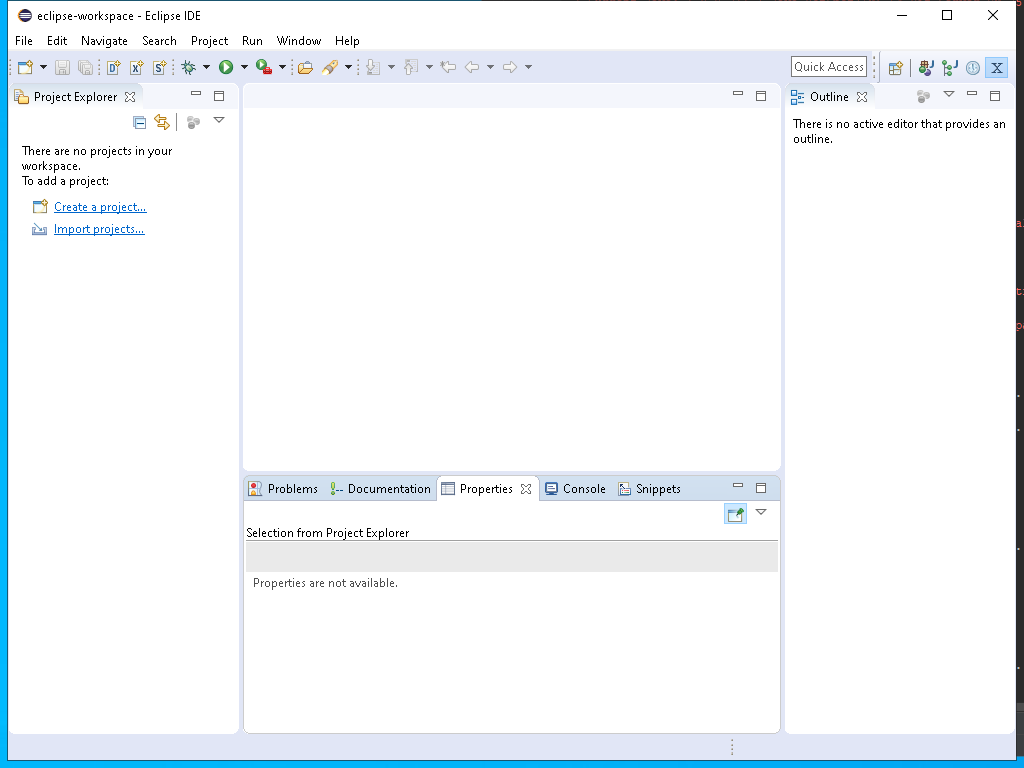 eclipse-workspace - Eclipse IDE
File Edit Navigate Search Project Run Window Help
Quick Access
Project Explorer
Outline
There are no projects in your
workspace.
To add a project:
Create a project...
Import projects...
There is no active editor that provides an
outline.
Problems Documentation Properties Console Snippets
Selection from Project Explorer
Properties are not available.